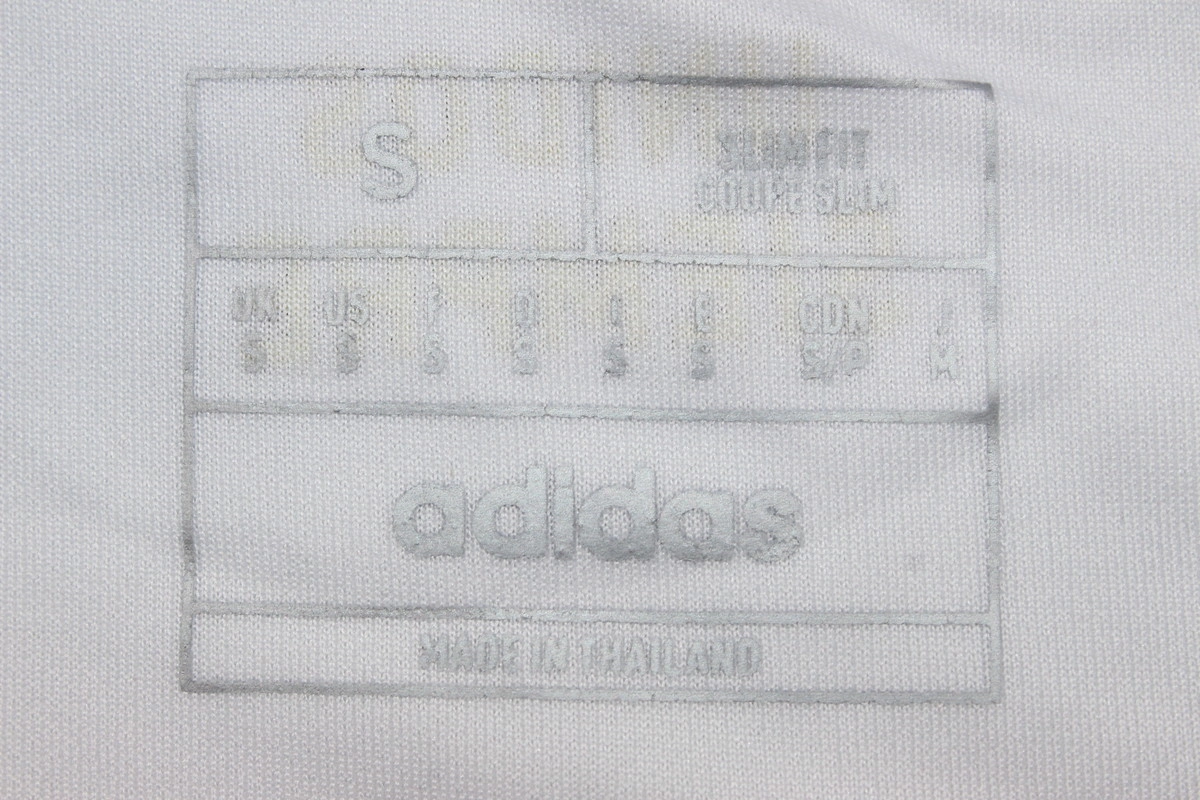 S
SLIM FIT
COUPE SLIM
UK US F D I E CDN J
S S S S S S S/P M
adidas
MADE IN THAILAND